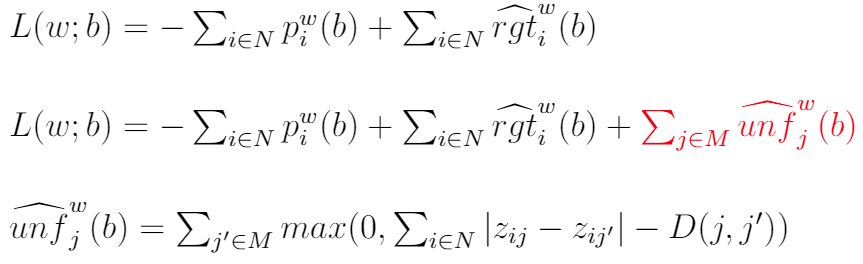 L(w; b) = − ∑_{i∈N} p_i^w(b) + ∑_{i∈N} \widehat{rgt}_i^w(b)
L(w; b) = − ∑_{i∈N} p_i^w(b) + ∑_{i∈N} \widehat{rgt}_i^w(b) + ∑_{j∈M} \widehat{unf}_j^w(b)
\widehat{unf}_j^w(b) = ∑_{j'∈M} max(0, ∑_{i∈N} |z_{ij} − z_{ij'}| − D(j, j'))